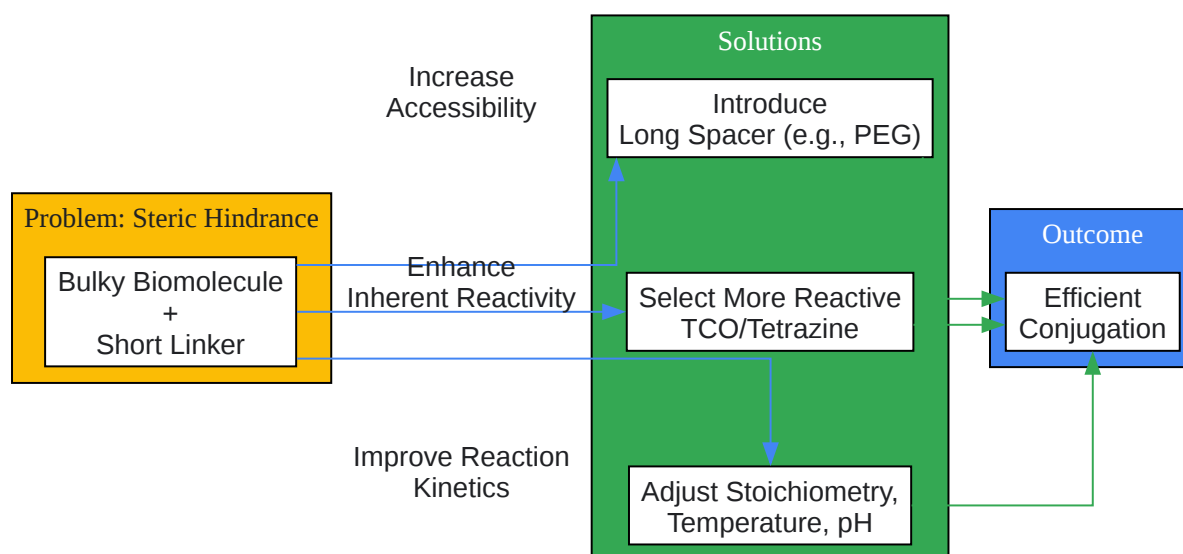 Solutions
Increase
Accessibility
Introduce
Long Spacer (e.g., PEG)
Problem: Steric Hindrance
Bulky Biomolecule
+
Short Linker
Enhance
Inherent Reactivity
Select More Reactive
TCO/Tetrazine
Outcome
Efficient
Conjugation
Improve Reaction
Kinetics
Adjust Stoichiometry,
Temperature, pH